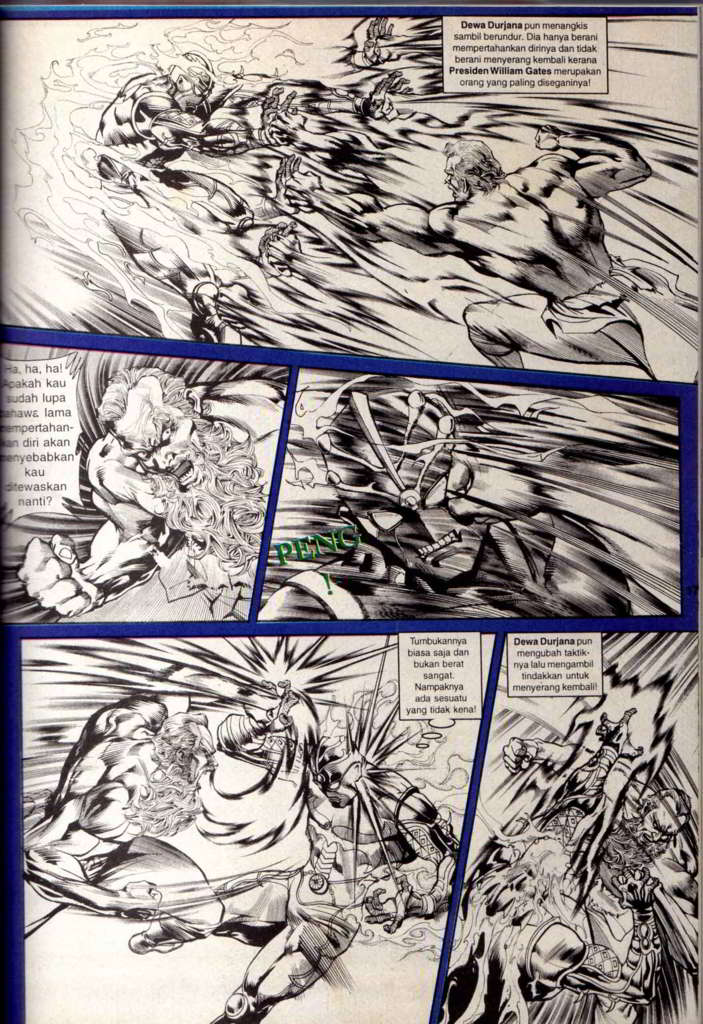 Dewa Durjana pun menangkis
sambil berundur. Dia hanya berani
mempertahankan dirinya dan tidak
berani menyerang kembali kerana
Presiden William Gates merupakan
orang yang paling diseganinya!
Ha, ha, ha!
Apakah kau
sudah lupa
bahawa lama
mempertahan-
kan diri akan
menyebabkan
kau
ditewaskan
nanti?
PENG
!
Tumbukannya
biasa saja dan
bukan berat
sangat.
Nampaknya
ada sesuatu
yang tidak kena!
Dewa Durjana pun
mengubah taktik-
nya lalu mengambil
tindakkan untuk
menyerang kembali!